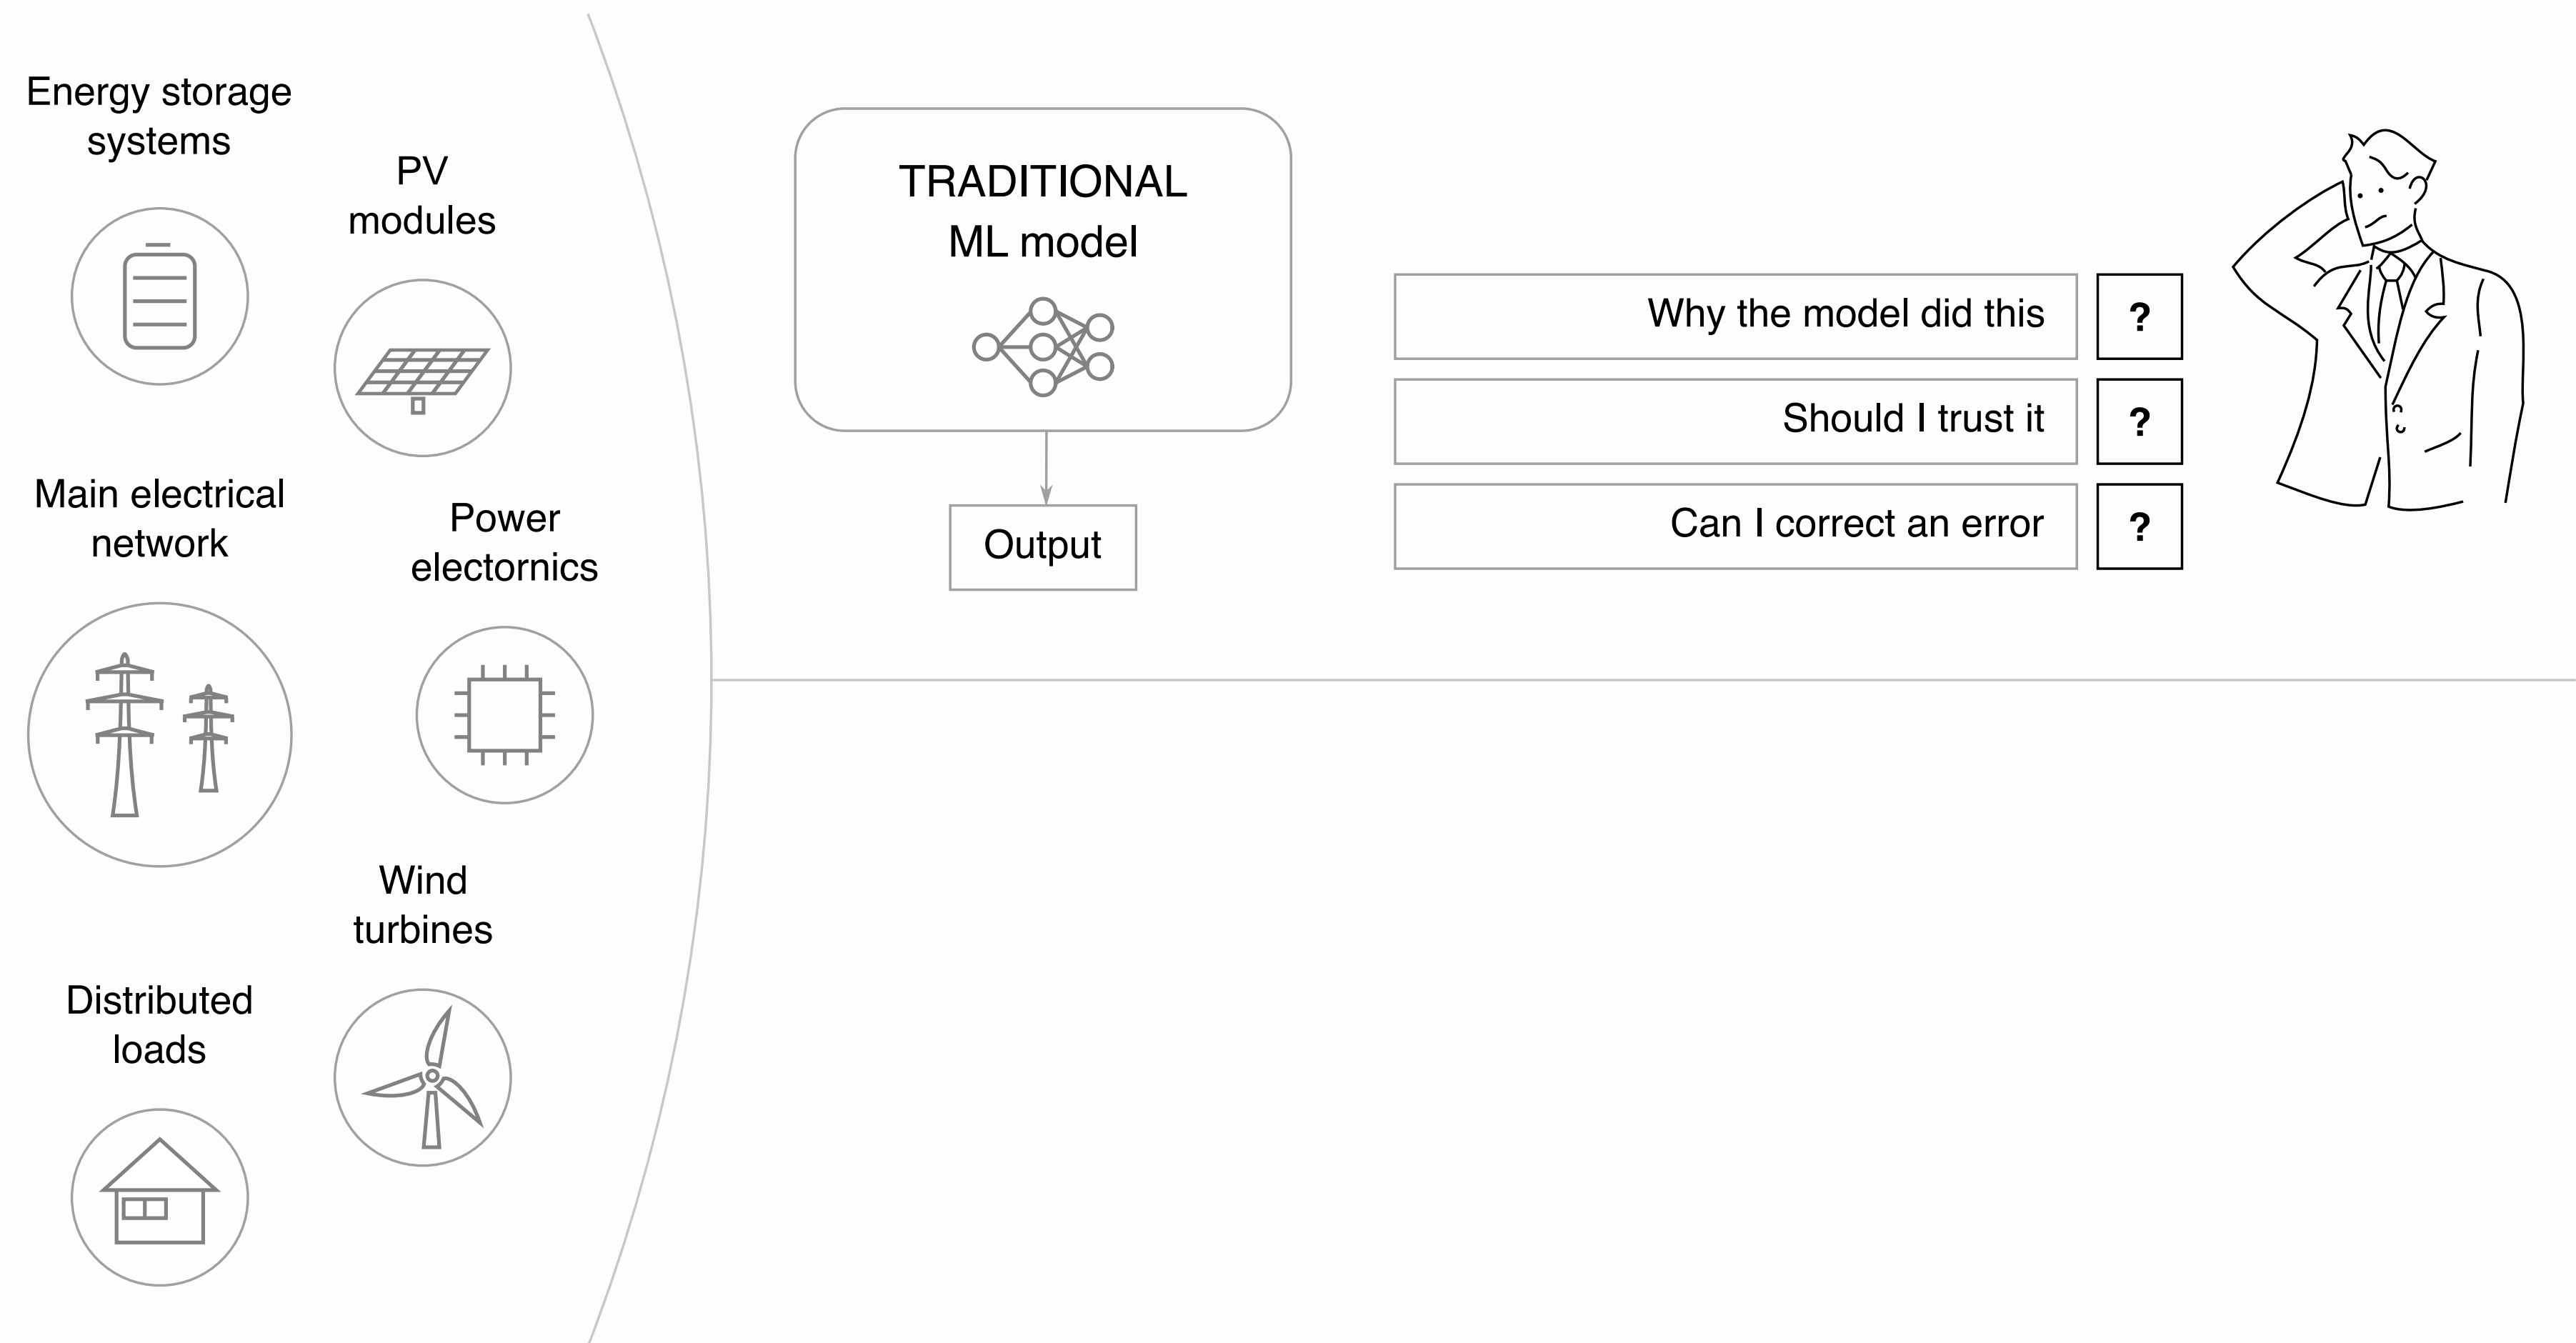 Energy storage
systems
PV
modules
Main electrical
network
Power
electornics
Wind
turbines
Distributed
loads
TRADITIONAL
ML model
Output
Why the model did this
?
Should I trust it
?
Can I correct an error
?